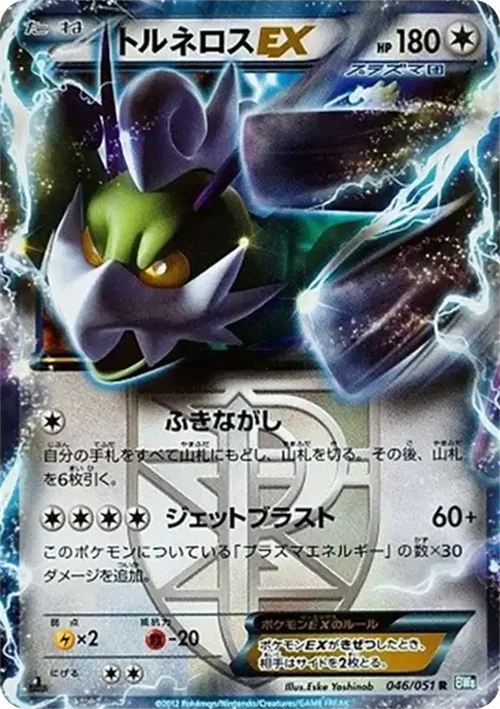 たね
トルネロスEX
HP 180
プラズマ団
ふきながし
自分の手札をすべて山札にもどし、山札を切る。その後、山札
を6枚引く。
ジェットブラスト 60+
このポケモンについている「プラズマエネルギー」の数×30
ダメージを追加。
弱点 ×2
抵抗力 -20
にげる
ポケモンEXのルール
ポケモンEXがきぜつしたとき、
相手はサイドを2枚とる。
Illus.Eske Yoshinob
046/051 R
©2012 Pokémon/Nintendo/Creatures/GAME FREAK